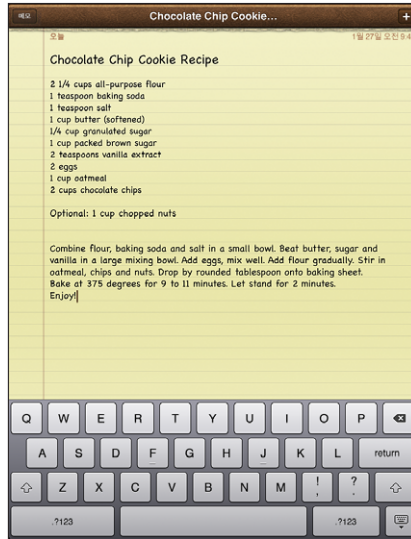 메모
Chocolate Chip Cookie...
+
오늘
1월 27일 오전 9:4
Chocolate Chip Cookie Recipe
2 1/4 cups all-purpose flour
1 teaspoon baking soda
1 teaspoon salt
1 cup butter (softened)
1/4 cup granulated sugar
1 cup packed brown sugar
2 teaspoons vanilla extract
2 eggs
1 cup oatmeal
2 cups chocolate chips
Optional: 1 cup chopped nuts
Combine flour, baking soda and salt in a small bowl. Beat butter, sugar and
vanilla in a large mixing bowl. Add eggs, mix well. Add flour gradually. Stir in
oatmeal, chips and nuts. Drop by rounded tablespoon onto baking sheet.
Bake at 375 degrees for 9 to 11 minutes. Let stand for 2 minutes.
Enjoy!
Q W E R T Y U I O P
A S D F G H J K L return
Z X C V B N M ! , ? .
.?123 .?123